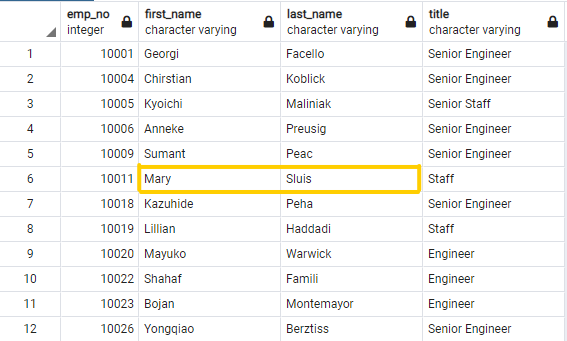 emp_no first_name last_name title
integer character varying character varying character varying
1 10001 Georgi Facello Senior Engineer
2 10004 Chirstian Koblick Senior Engineer
3 10005 Kyoichi Maliniak Senior Staff
4 10006 Anneke Preusig Senior Engineer
5 10009 Sumant Peac Senior Engineer
6 10011 Mary Sluis Staff
7 10018 Kazuhide Peha Senior Engineer
8 10019 Lillian Haddadi Staff
9 10020 Mayuko Warwick Engineer
10 10022 Shahaf Famili Engineer
11 10023 Bojan Montemayor Engineer
12 10026 Yongqiao Berztiss Senior Engineer